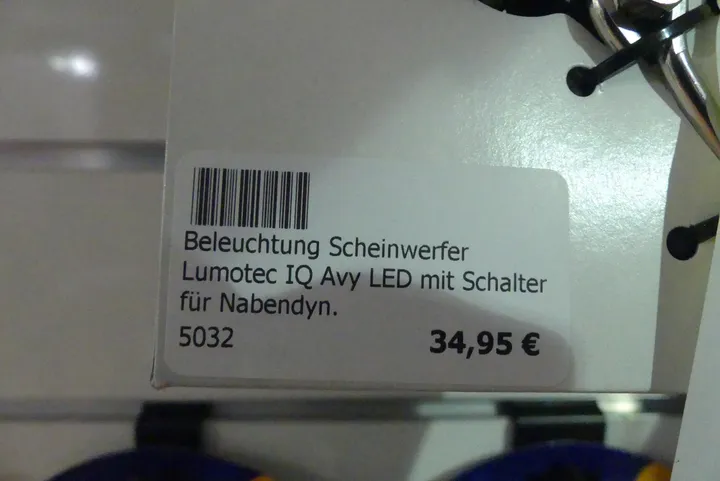 Beleuchtung Scheinwerfer
Lumotec IQ Avy LED mit Schalter
für Nabendyn.
5032 34,95 €